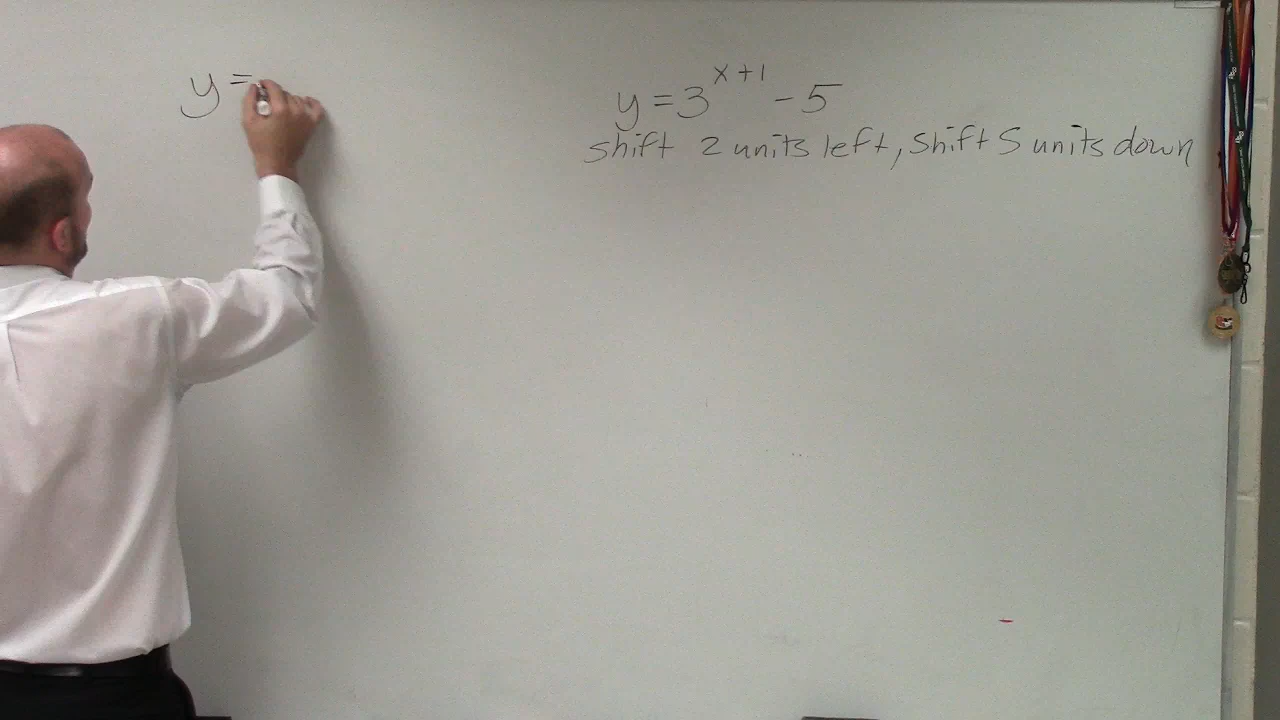 y =
y = 3^{x+1} - 5
shift 2 units left, shift 5 units down